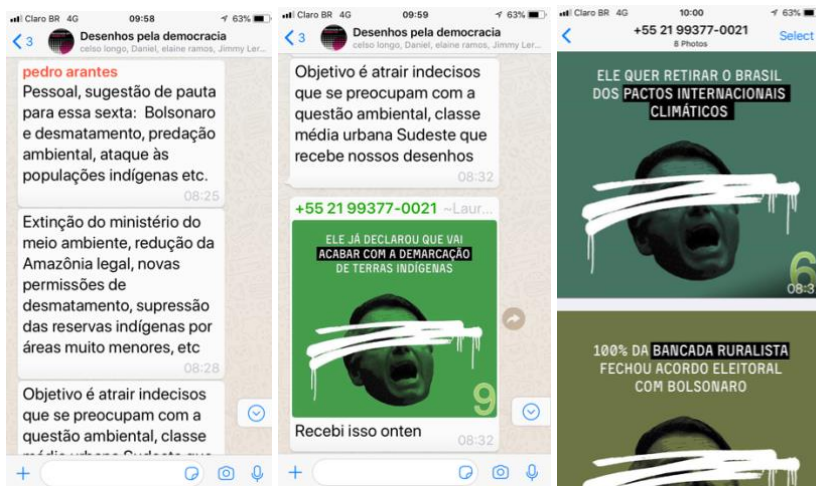 Claro BR 4G 09:58 63%
3 Desenhos pela democracia
celso longo, Daniel, elaine ramos, Jimmy Ler...
pedro arantes
Pessoal, sugestão de pauta
para essa sexta: Bolsonaro
e desmatamento, predação
ambiental, ataque às
populações indígenas etc.
08:25
Extinção do ministério do
meio ambiente, redução da
Amazônia legal, novas
permissões de
desmatamento, supressão
das reservas indígenas por
áreas muito menores, etc
08:28
Objetivo é atrair indecisos
que se preocupam com a
questão ambiental, classe
Claro BR 4G 09:59 63%
3 Desenhos pela democracia
celso longo, Daniel, elaine ramos, Jimmy Ler...
Objetivo é atrair indecisos
que se preocupam com a
questão ambiental, classe
média urbana Sudeste que
recebe nossos desenhos
08:32
+55 21 99377-0021 ~Laur...
ELE JÁ DECLAROU QUE VAI
ACABAR COM A DEMARCAÇÃO
DE TERRAS INDÍGENAS
9
Recebi isso onten
08:32
Claro BR 4G 10:00 63%
+55 21 99377-0021
8 Photos
Select
ELE QUER RETIRAR O BRASIL
DOS PACTOS INTERNACIONAIS
CLIMÁTICOS
6
08:3
100% DA BANCADA RURALISTA
FECHOU ACORDO ELEITORAL
COM BOLSONARO